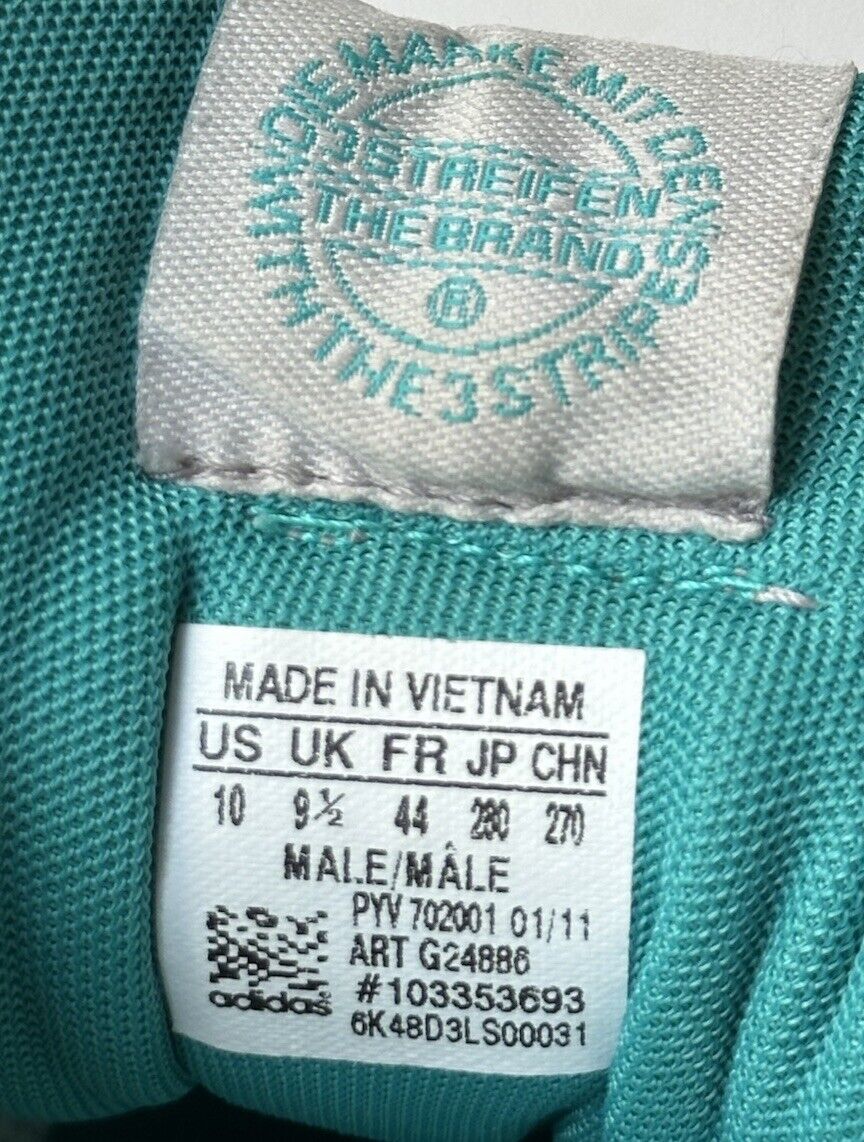 DIE MARKE MIT DEN
3 STREIFEN
THE BRAND
®
WITH THE 3 STRIPES
MADE IN VIETNAM
US UK FR JP CHN
10 9½ 44 280 270
MALE/MÂLE
PYV 702001 01/11
ART G24886
#103353693
adidas
6K48D3LS00031